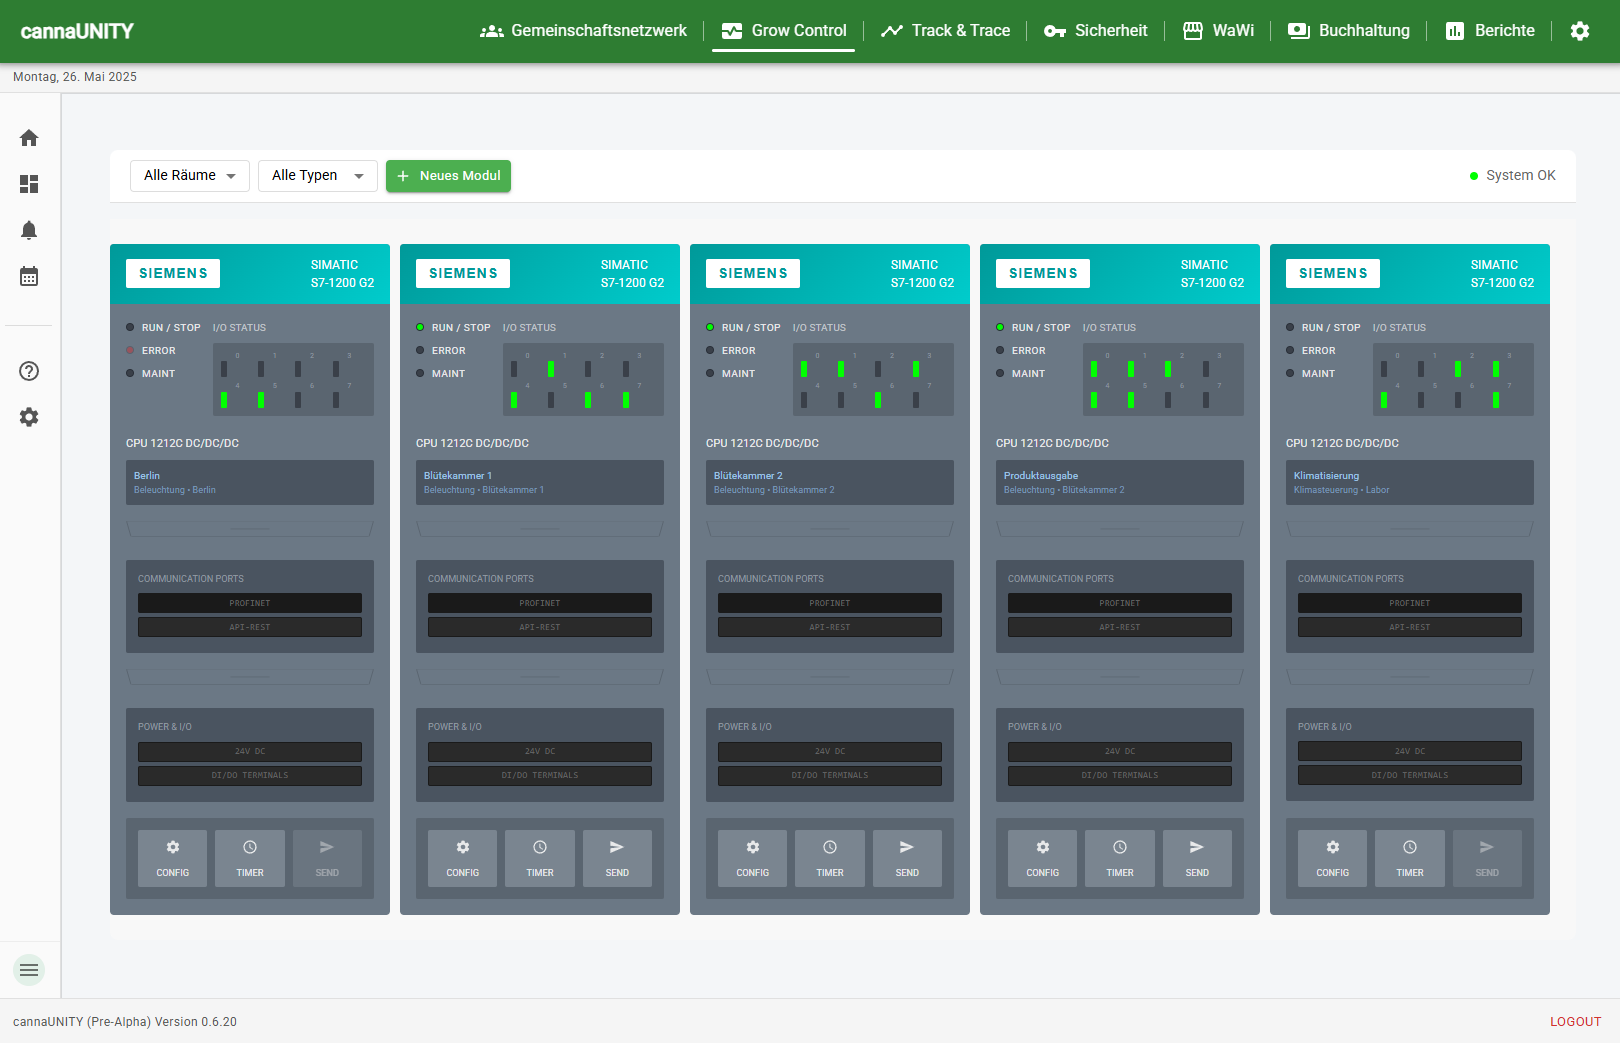 cannaUNITY
Gemeinschaftsnetzwerk
Grow Control
Track & Trace
Sicherheit
WaWi
Buchhaltung
Berichte
Montag, 26. Mai 2025
Alle Räume
Alle Typen
+ Neues Modul
System OK
SIEMENS
SIMATIC
S7-1200 G2
RUN / STOP
I/O STATUS
ERROR
MAINT
0 1 2 3
4 5 6 7
CPU 1212C DC/DC/DC
Berlin
Beleuchtung • Berlin
COMMUNICATION PORTS
PROFINET
API-REST
POWER & I/O
24V DC
DI/DO TERMINALS
CONFIG
TIMER
SEND
SIEMENS
SIMATIC
S7-1200 G2
RUN / STOP
I/O STATUS
ERROR
MAINT
0 1 2 3
4 5 6 7
CPU 1212C DC/DC/DC
Blütekammer 1
Beleuchtung • Blütekammer 1
COMMUNICATION PORTS
PROFINET
API-REST
POWER & I/O
24V DC
DI/DO TERMINALS
CONFIG
TIMER
SEND
SIEMENS
SIMATIC
S7-1200 G2
RUN / STOP
I/O STATUS
ERROR
MAINT
0 1 2 3
4 5 6 7
CPU 1212C DC/DC/DC
Blütekammer 2
Beleuchtung • Blütekammer 2
COMMUNICATION PORTS
PROFINET
API-REST
POWER & I/O
24V DC
DI/DO TERMINALS
CONFIG
TIMER
SEND
SIEMENS
SIMATIC
S7-1200 G2
RUN / STOP
I/O STATUS
ERROR
MAINT
0 1 2 3
4 5 6 7
CPU 1212C DC/DC/DC
Produktausgabe
Beleuchtung • Blütekammer 2
COMMUNICATION PORTS
PROFINET
API-REST
POWER & I/O
24V DC
DI/DO TERMINALS
CONFIG
TIMER
SEND
SIEMENS
SIMATIC
S7-1200 G2
RUN / STOP
I/O STATUS
ERROR
MAINT
0 1 2 3
4 5 6 7
CPU 1212C DC/DC/DC
Klimatisierung
Klimasteuerung • Labor
COMMUNICATION PORTS
PROFINET
API-REST
POWER & I/O
24V DC
DI/DO TERMINALS
CONFIG
TIMER
SEND
cannaUNITY (Pre-Alpha) Version 0.6.20
LOGOUT